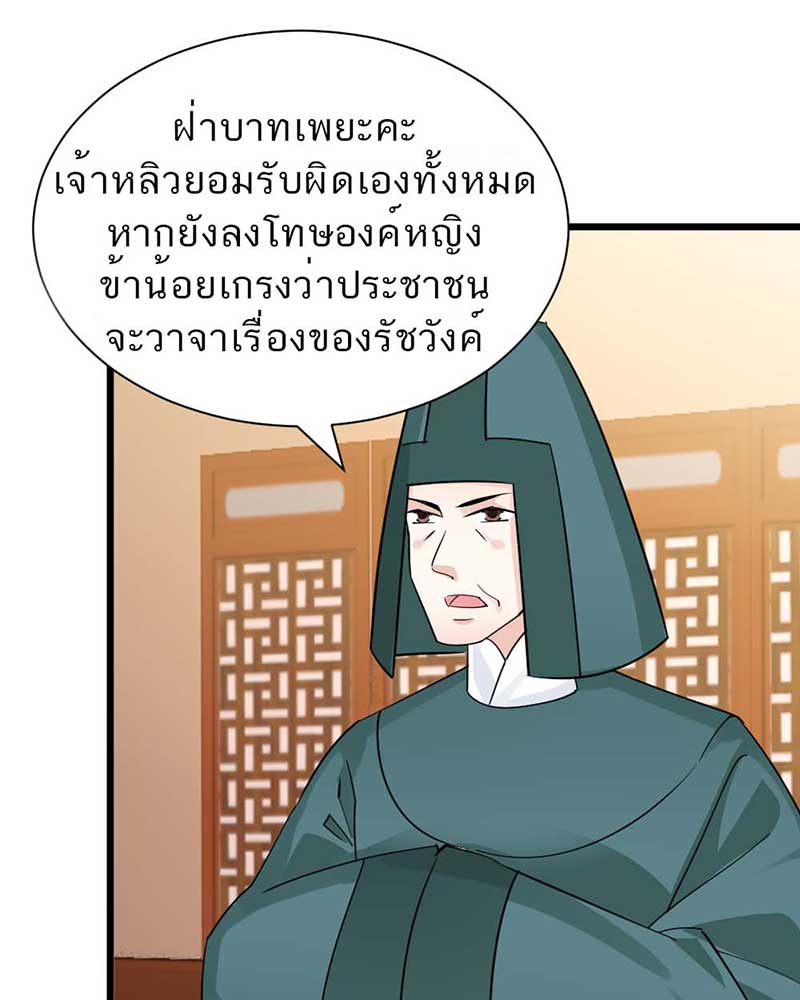 ฝ่าบาทเพยะคะ
เจ้าหลิวยอมรับผิดเองทั้งหมด
หากยังลงโทษองค์หญิง
ข้าน้อยเกรงว่าประชาชน
จะวาจาเรื่องของรัชวังค์